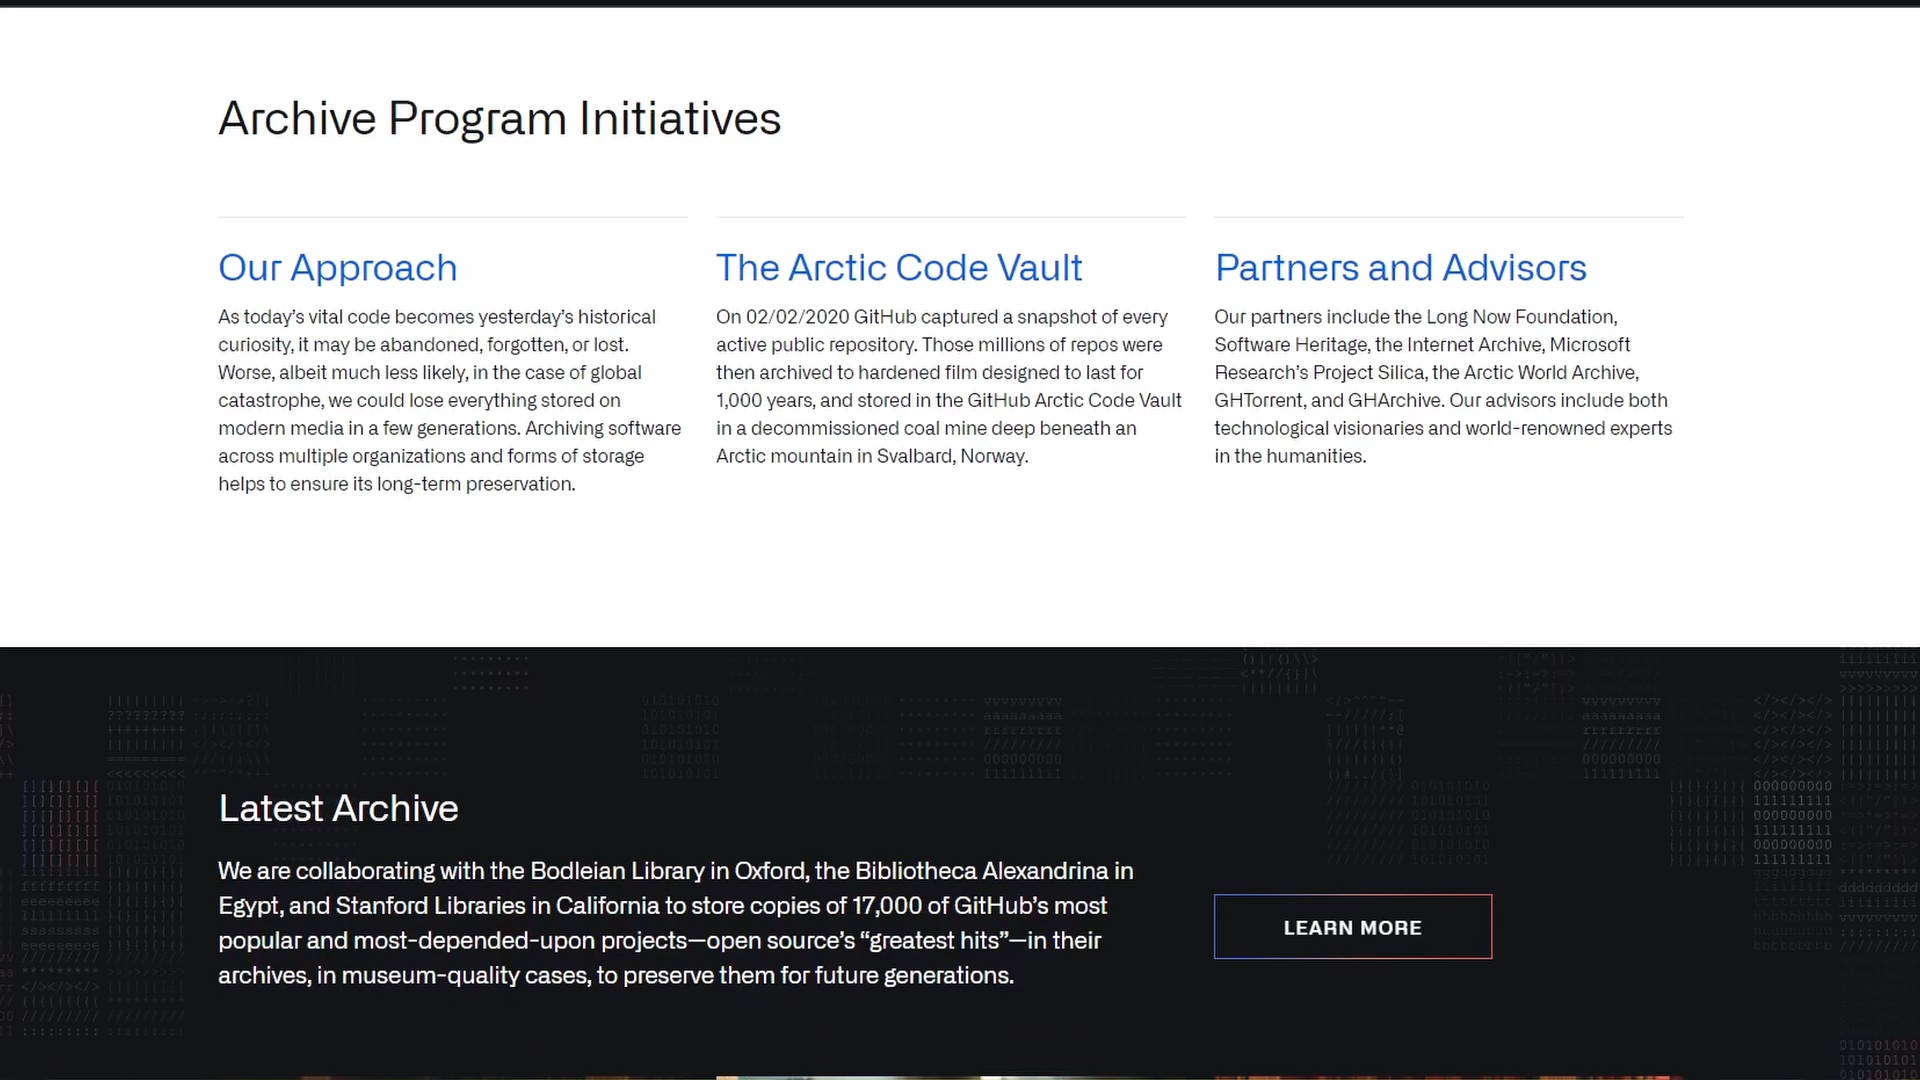 Archive Program Initiatives
Our Approach
As today’s vital code becomes yesterday’s historical
curiosity, it may be abandoned, forgotten, or lost.
Worse, albeit much less likely, in the case of global
catastrophe, we could lose everything stored on
modern media in a few generations. Archiving software
across multiple organizations and forms of storage
helps to ensure its long-term preservation.
The Arctic Code Vault
On 02/02/2020 GitHub captured a snapshot of every
active public repository. Those millions of repos were
then archived to hardened film designed to last for
1,000 years, and stored in the GitHub Arctic Code Vault
in a decommissioned coal mine deep beneath an
Arctic mountain in Svalbard, Norway.
Partners and Advisors
Our partners include the Long Now Foundation,
Software Heritage, the Internet Archive, Microsoft
Research’s Project Silica, the Arctic World Archive,
GHTorrent, and GHArchive. Our advisors include both
technological visionaries and world-renowned experts
in the humanities.
Latest Archive
We are collaborating with the Bodleian Library in Oxford, the Bibliotheca Alexandrina in
Egypt, and Stanford Libraries in California to store copies of 17,000 of GitHub’s most
popular and most-depended-upon projects—open source’s “greatest hits”—in their
archives, in museum-quality cases, to preserve them for future generations.
LEARN MORE